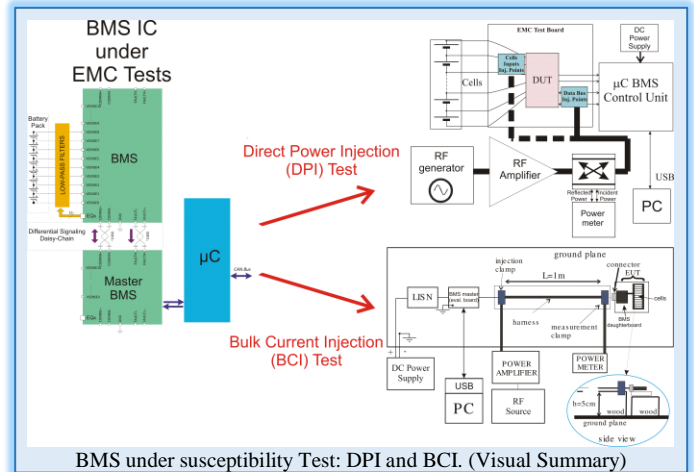 BMS IC
under
EMC Tests
Battery
Pack
LOW-PASS FILTERS
BMS
EQs
Differential Signaling
Daisy-Chain
Master
BMS
EQs
µC
CAN-Bus
Direct Power Injection
(DPI) Test
Bulk Current Injection
(BCI) Test
EMC Test Board
Cells
Inputs
Inj. Points
DUT
Cells
Data Bus
Inj. Points
DC
Power
Supply
µC BMS
Control Unit
RF
generator
RF
Amplifier
Reflected
Power
Incident
Power
Power
meter
USB
PC
ground plane
injection
clamp
L=1m
connector
EUT
LISN
BMS master
(eval. board)
harness
measurement
clamp
BMS
daughterboard
cells
DC Power
Supply
+ -
USB
PC
POWER
AMPLIFIER
RF
Source
POWER
METER
h=5cm
wood
wood
ground plane
side view
BMS under susceptibility Test: DPI and BCI. (Visual Summary)